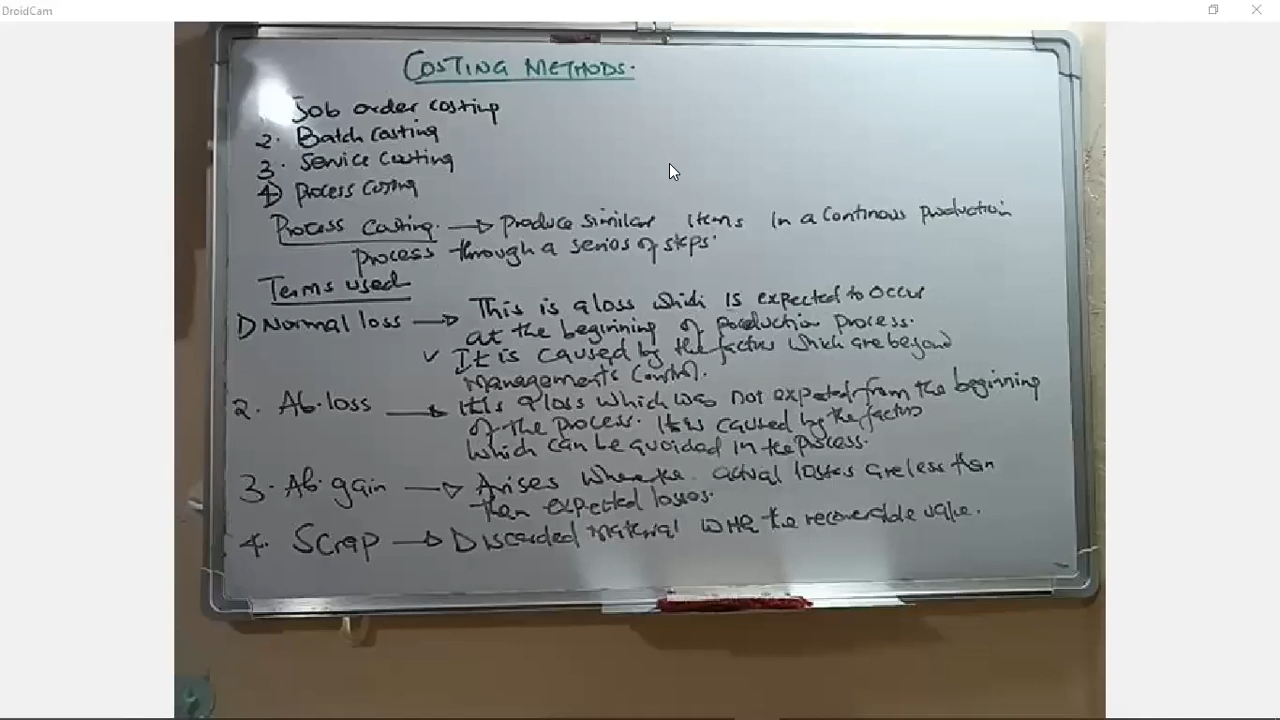 DroidCam
COSTING METHODS.
Job order costing
2. Batch costing
3. Service costing
4) Process costing
Process costing. → Produce similar items in a continous production
process through a series of steps.
Terms used
1) Normal loss → This is a loss which is expected to occur
at the beginning of production process.
✓ It is caused by the factors which are beyond
Management's control.
2. Ab. loss → It is a loss which was not expected from the beginning
of the process. It is caused by the factors
which can be avoided in the process.
3. Ab. gain → Arises where the actual losses are less than
than expected losses.
4. Scrap → Discarded material with the recoverable value.